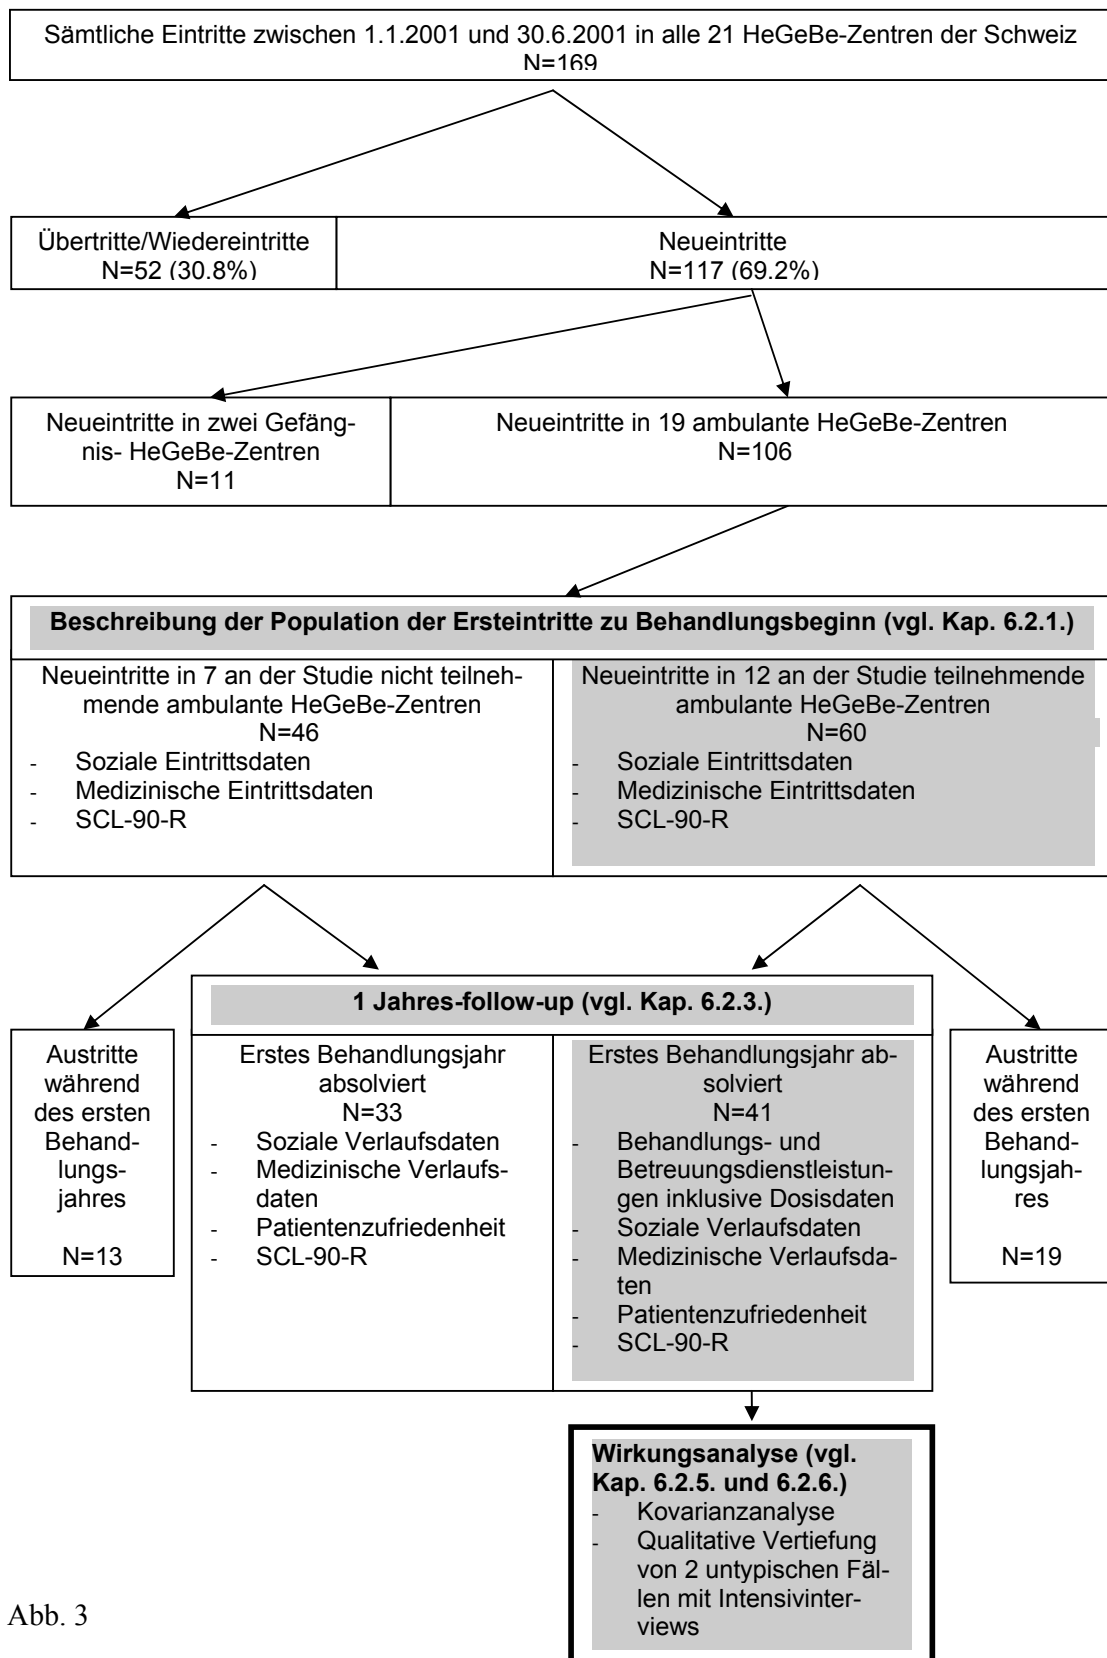 Sämtliche Eintritte zwischen 1.1.2001 und 30.6.2001 in alle 21 HeGeBe-Zentren der Schweiz
N=169
Übertritte/Wiedereintritte
N=52 (30.8%)
Neueintritte
N=117 (69.2%)
Neueintritte in zwei Gefäng-
nis- HeGeBe-Zentren
N=11
Neueintritte in 19 ambulante HeGeBe-Zentren
N=106
Beschreibung der Population der Ersteintritte zu Behandlungsbeginn (vgl. Kap. 6.2.1.)
Neueintritte in 7 an der Studie nicht teilneh-
mende ambulante HeGeBe-Zentren
N=46
- Soziale Eintrittsdaten
- Medizinische Eintrittsdaten
- SCL-90-R
Neueintritte in 12 an der Studie teilnehmende
ambulante HeGeBe-Zentren
N=60
- Soziale Eintrittsdaten
- Medizinische Eintrittsdaten
- SCL-90-R
1 Jahres-follow-up (vgl. Kap. 6.2.3.)
Austritte
während
des ersten
Behand-
lungs-
jahres
N=13
Erstes Behandlungsjahr
absolviert
N=33
- Soziale Verlaufsdaten
- Medizinische Verlaufs-
daten
- Patientenzufriedenheit
- SCL-90-R
Erstes Behandlungsjahr ab-
solviert
N=41
- Behandlungs- und
Betreuungsdienstleistun-
gen inklusive Dosisdaten
- Soziale Verlaufsdaten
- Medizinische Verlaufsda-
ten
- Patientenzufriedenheit
- SCL-90-R
Austritte
während
des ersten
Behand-
lungsjah-
res
N=19
Wirkungsanalyse (vgl.
Kap. 6.2.5. und 6.2.6.)
- Kovarianzanalyse
- Qualitative Vertiefung
von 2 untypischen Fäl-
len mit Intensivinter-
views
Abb. 3